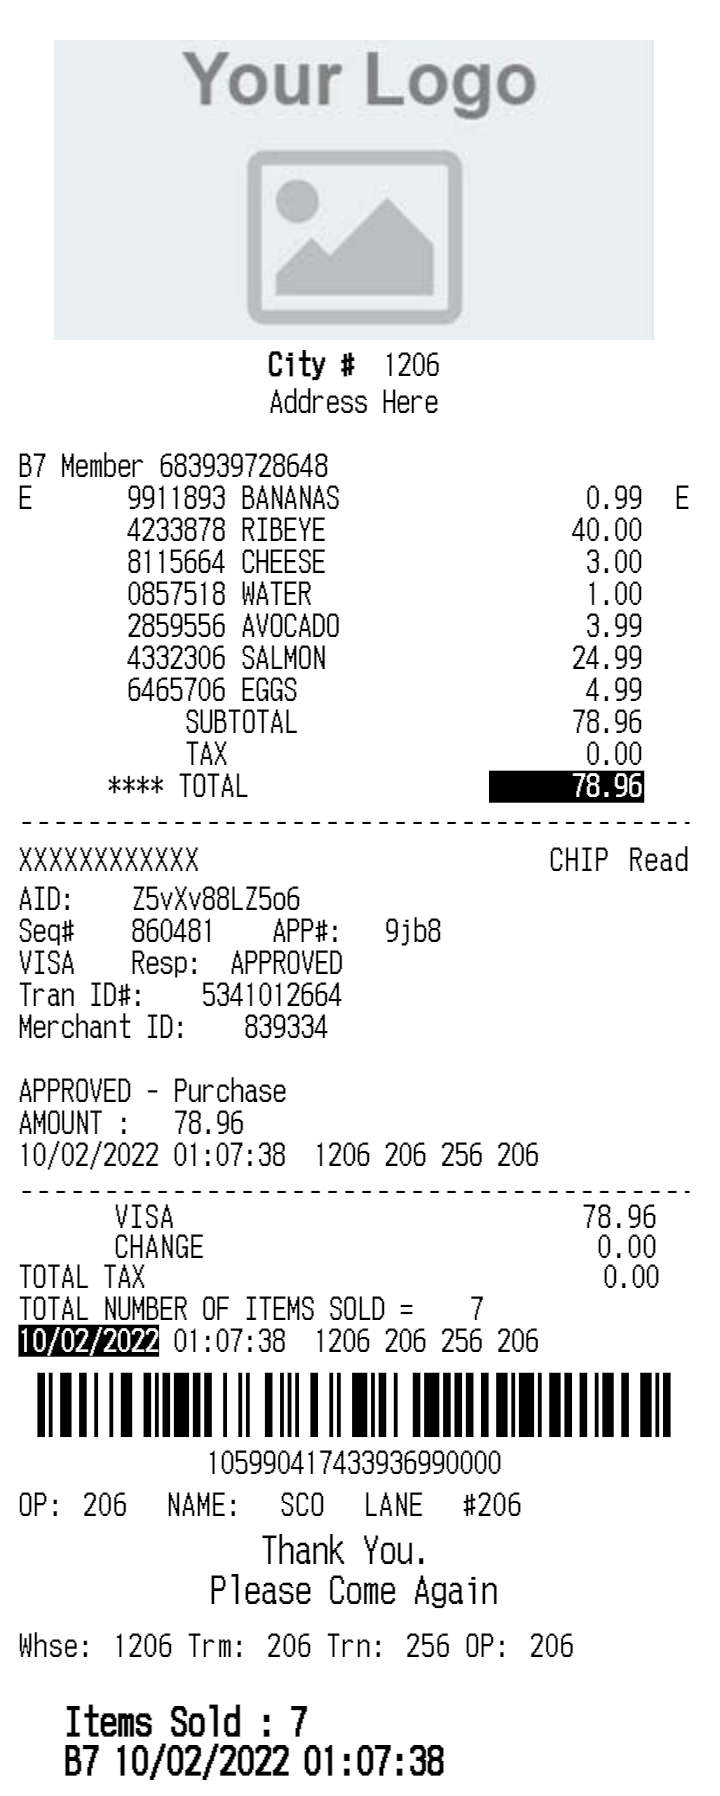 Your Logo
City # 1206
Address Here
B7 Member 683939728648
E 9911893 BANANAS 0.99 E
4233878 RIBEYE 40.00
8115664 CHEESE 3.00
0857518 WATER 1.00
2859556 AVOCADO 3.99
4332306 SALMON 24.99
6465706 EGGS 4.99
SUBTOTAL 78.96
TAX 0.00
**** TOTAL 78.96
XXXXXXXXXXXXX CHIP Read
AID: Z5vXv88LZ5o6
Seq# 860481 APP#: 9jb8
VISA Resp: APPROVED
Tran ID#: 5341012664
Merchant ID: 839334
APPROVED - Purchase
AMOUNT : 78.96
10/02/2022 01:07:38 1206 206 256 206
VISA 78.96
CHANGE 0.00
TOTAL TAX 0.00
TOTAL NUMBER OF ITEMS SOLD = 7
10/02/2022 01:07:38 1206 206 256 206
105990417433936990000
OP: 206 NAME: SCO LANE #206
Thank You.
Please Come Again
Whse: 1206 Trm: 206 Trn: 256 OP: 206
Items Sold : 7
B7 10/02/2022 01:07:38